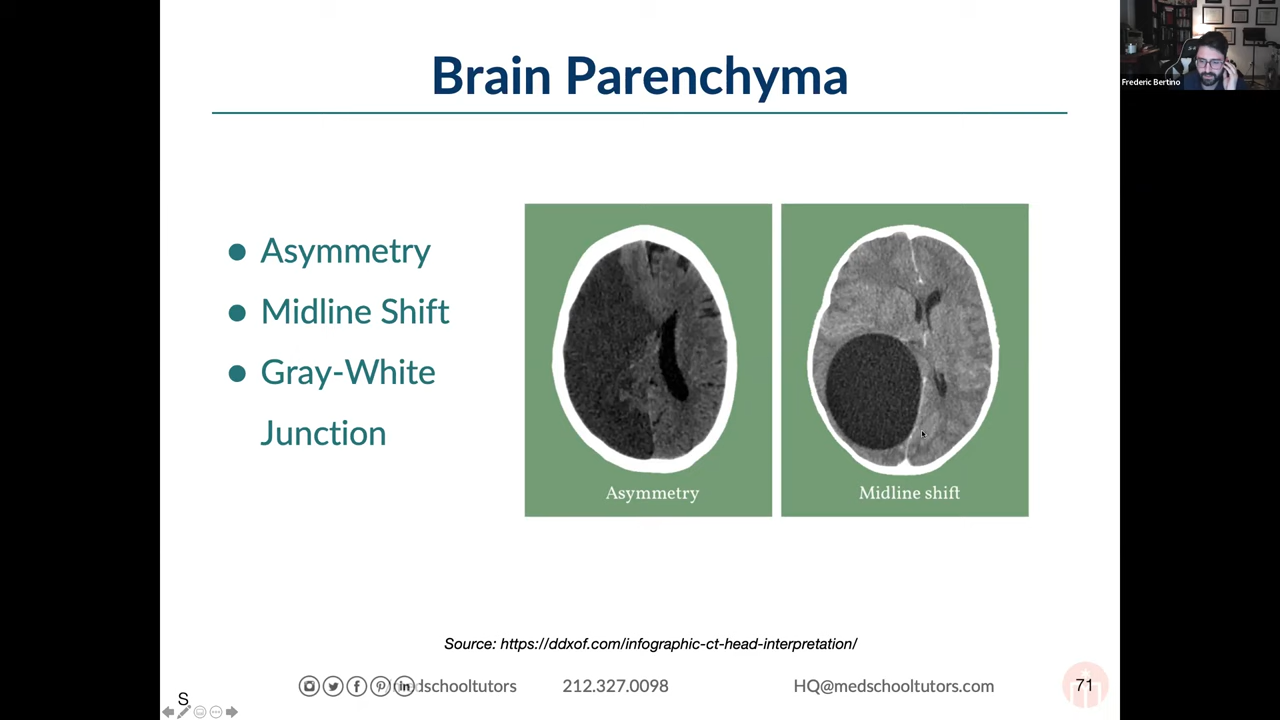 Brain Parenchyma
Frederic Bertino
● Asymmetry
● Midline Shift
● Gray-White
Junction
Asymmetry
Midline shift
Source: https://ddxof.com/infographic-ct-head-interpretation/
medschooltutors
212.327.0098
HQ@medschooltutors.com
71
S